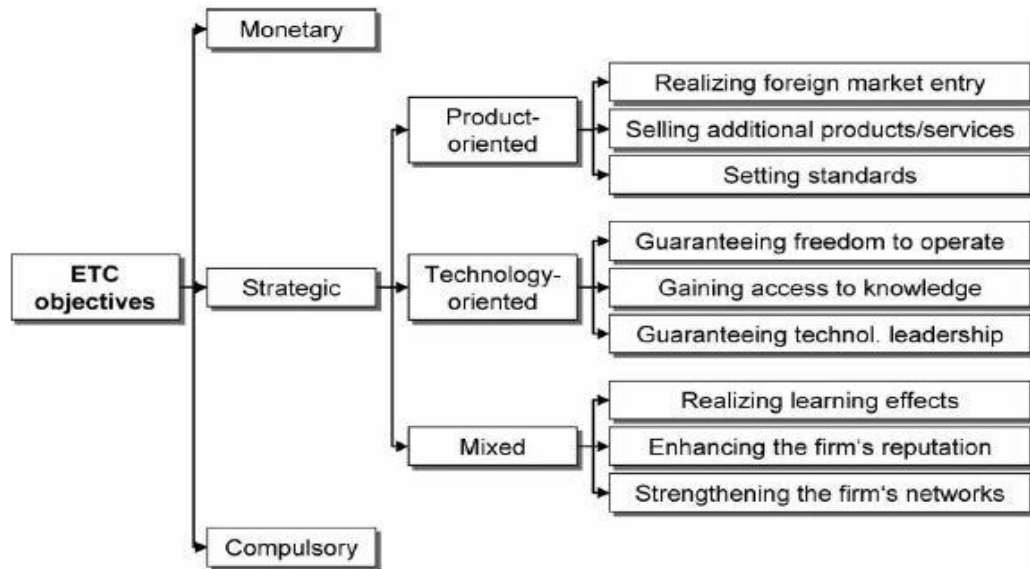 Monetary
Realizing foreign market entry
Product-
oriented
Selling additional products/services
Setting standards
ETC
objectives
Strategic
Technology-
oriented
Guaranteeing freedom to operate
Gaining access to knowledge
Guaranteeing technol. leadership
Mixed
Realizing learning effects
Enhancing the firm's reputation
Strengthening the firm's networks
Compulsory